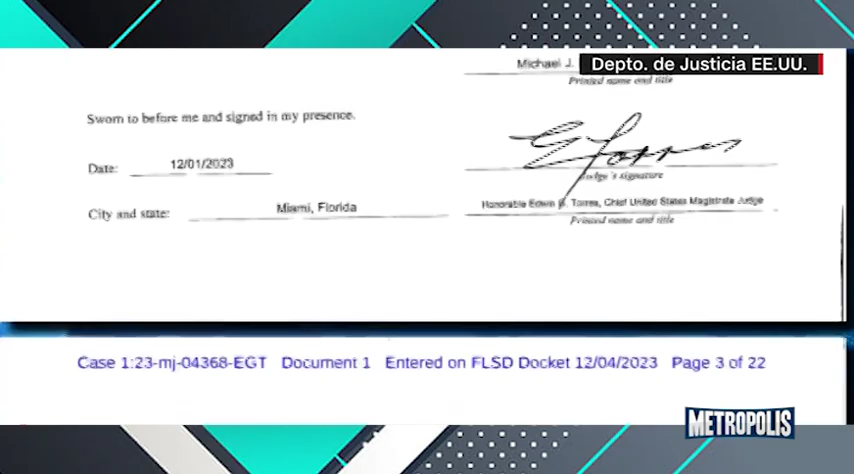 Michael J.
Depto. de Justicia EE.UU.
Printed name and title
Sworn to before me and signed in my presence.
Date: 12/01/2023
E Torres
Judge's signature
City and state: Miami, Florida
Honorable Edwin G. Torres, Chief United States Magistrate Judge
Printed name and title
Case 1:23-mj-04368-EGT Document 1 Entered on FLSD Docket 12/04/2023 Page 3 of 22
METROPOLIS